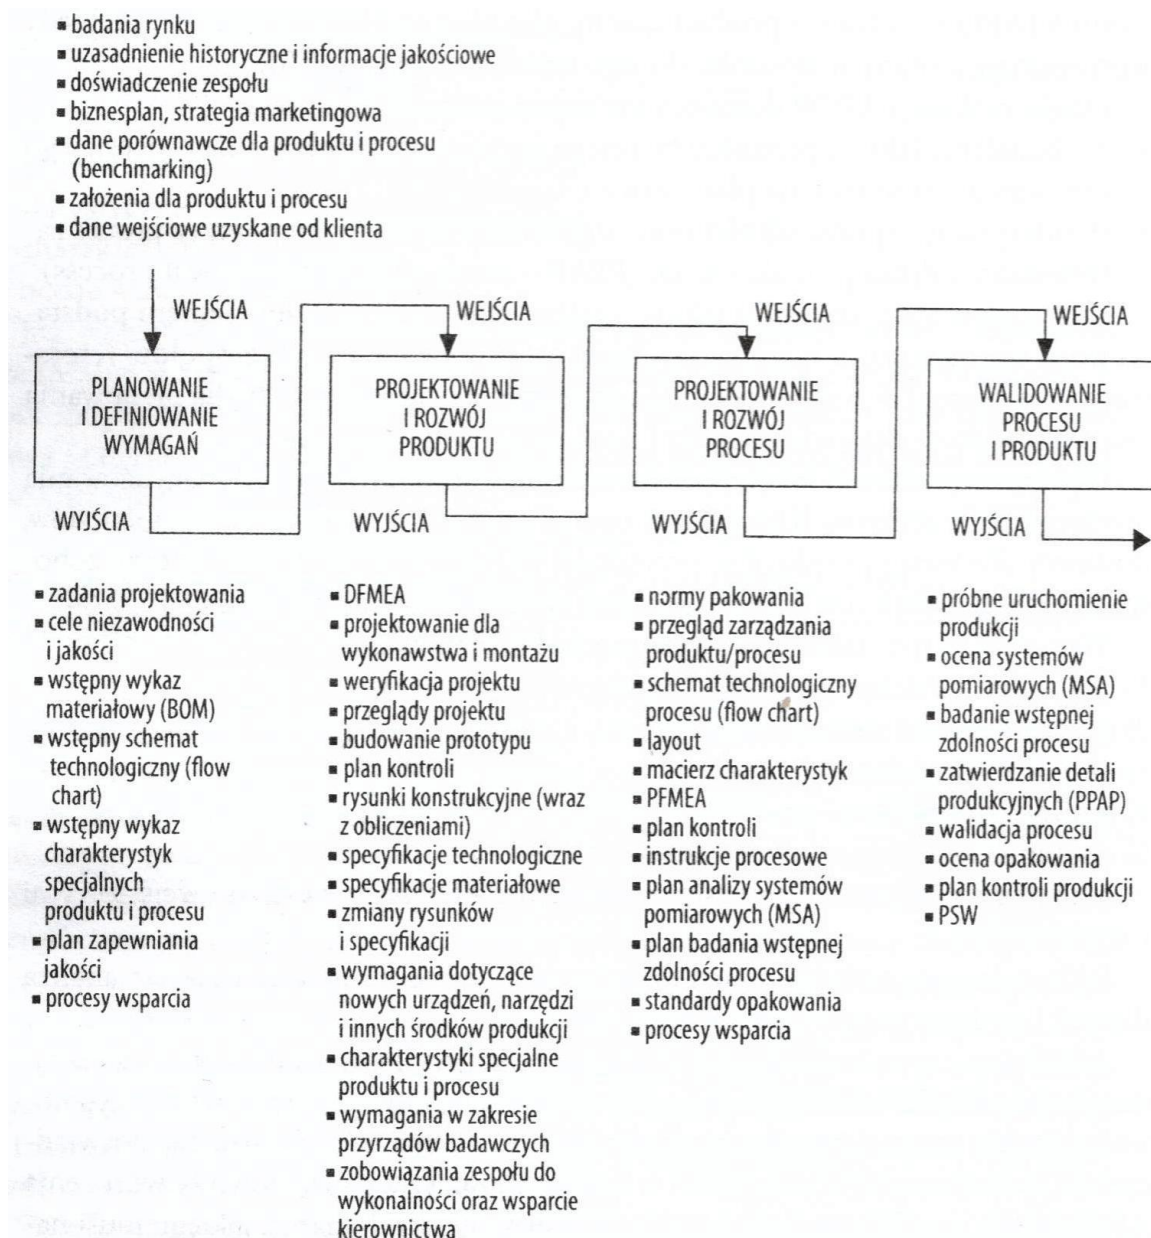 ▪ badania rynku
▪ uzasadnienie historyczne i informacje jakościowe
▪ doświadczenie zespołu
▪ biznesplan, strategia marketingowa
▪ dane porównawcze dla produktu i procesu
(benchmarking)
▪ założenia dla produktu i procesu
▪ dane wejściowe uzyskane od klienta
WEJŚCIA
PLANOWANIE
I DEFINIOWANIE
WYMAGAŃ
WYJŚCIA
▪ zadania projektowania
▪ cele niezawodności
i jakości
▪ wstępny wykaz
materiałowy (BOM)
▪ wstępny schemat
technologiczny (flow
chart)
▪ wstępny wykaz
charakterystyk
specjalnych
produktu i procesu
▪ plan zapewniania
jakości
▪ procesy wsparcia
WEJŚCIA
PROJEKTOWANIE
I ROZWÓJ
PRODUKTU
WYJŚCIA
▪ DFMEA
▪ projektowanie dla
wykonawstwa i montażu
▪ weryfikacja projektu
▪ przeglądy projektu
▪ budowanie prototypu
▪ plan kontroli
▪ rysunki konstrukcyjne (wraz
z obliczeniami)
▪ specyfikacje technologiczne
▪ specyfikacje materiałowe
▪ zmiany rysunków
i specyfikacji
▪ wymagania dotyczące
nowych urządzeń, narzędzi
i innych środków produkcji
▪ charakterystyki specjalne
produktu i procesu
▪ wymagania w zakresie
przyrządów badawczych
▪ zobowiązania zespołu do
wykonalności oraz wsparcie
kierownictwa
WEJŚCIA
PROJEKTOWANIE
I ROZWÓJ
PROCESU
WYJŚCIA
▪ normy pakowania
▪ przegląd zarządzania
produktu/procesu
▪ schemat technologiczny
procesu (flow chart)
▪ layout
▪ macierz charakterystyk
▪ PFMEA
▪ plan kontroli
▪ instrukcje procesowe
▪ plan analizy systemów
pomiarowych (MSA)
▪ plan badania wstępnej
zdolności procesu
▪ standardy opakowania
▪ procesy wsparcia
WEJŚCIA
WALIDOWANIE
PROCESU
I PRODUKTU
WYJŚCIA
▪ próbne uruchomienie
produkcji
▪ ocena systemów
pomiarowych (MSA)
▪ badanie wstępnej
zdolności procesu
▪ zatwierdzanie detali
produkcyjnych (PPAP)
▪ walidacja procesu
▪ ocena opakowania
▪ plan kontroli produkcji
▪ PSW